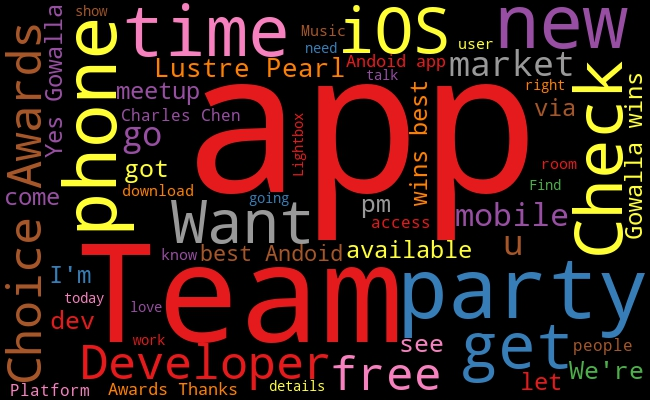 show
Music
time
iOS
new
need
user
Lustre Pearl
Andoid app
market
Choice Awards
Yes Gowalla
phone
meetup
talk
right
app
Check
Gowalla wins
Charles Chen
Lightbox
wins best
via
go
got
room
come
download
going
Find
Want
pm
access
mobile
Team
know
best Andoid
available
u
I'm
party
today
love
dev
work
get
see
people
Developer
free
let
We're
Platform
Awards Thanks
details